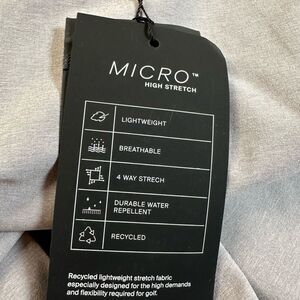 MICRO™
HIGH STRETCH
LIGHTWEIGHT
BREATHABLE
4 WAY STRECH
DURABLE WATER
REPELLENT
RECYCLED
Recycled lightweight stretch fabric
especially designed for the high demands
and flexibility required for golf.